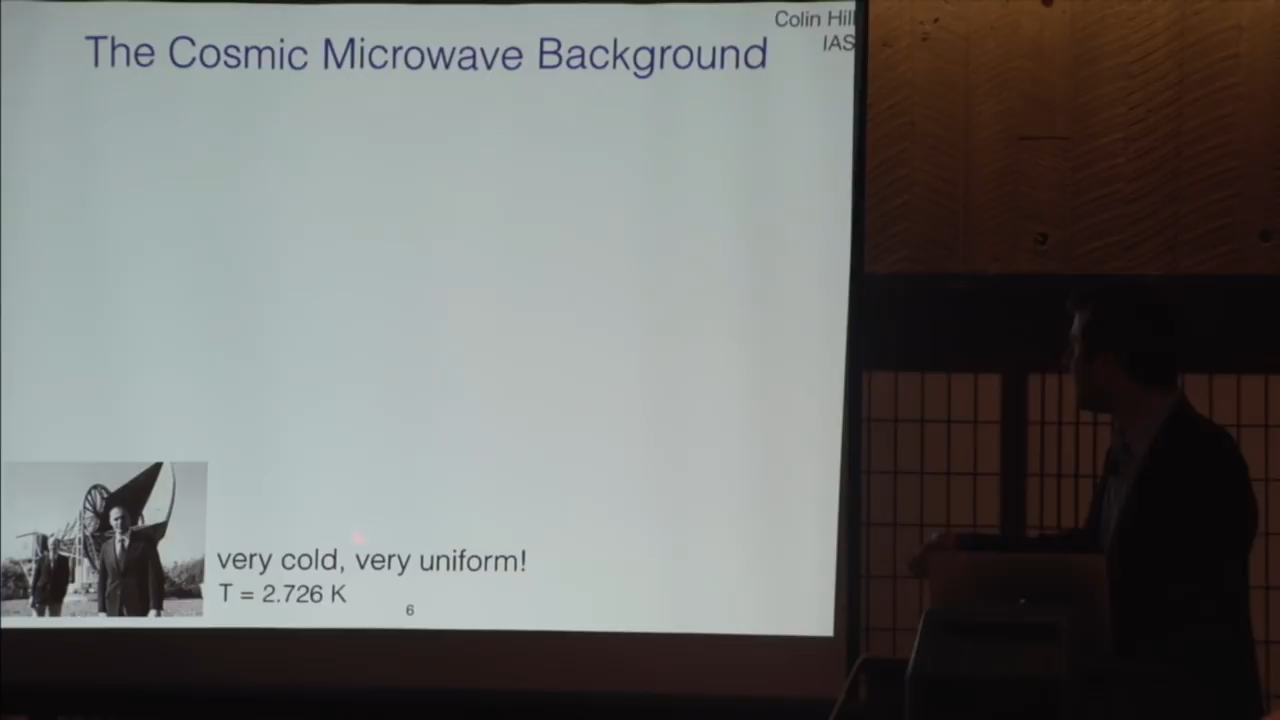 Colin Hill
IAS
The Cosmic Microwave Background
very cold, very uniform!
T = 2.726 K
6